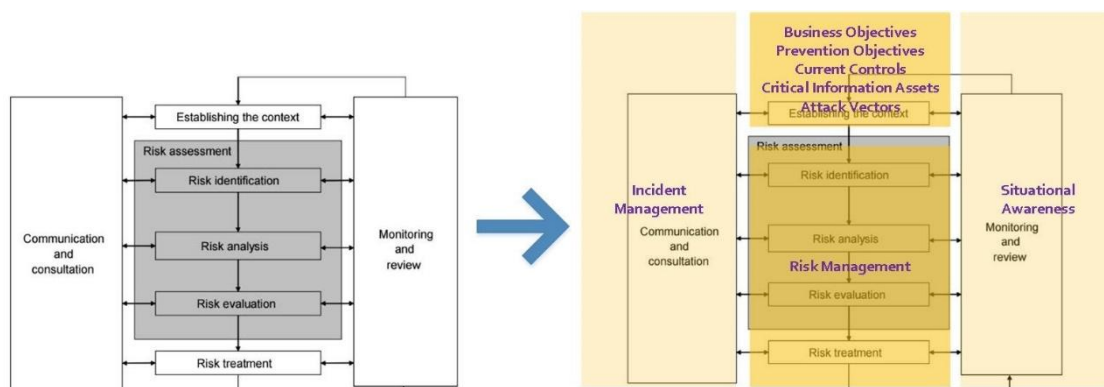 Establishing the context
Risk assessment
Risk identification
Communication
and
consultation
Risk analysis
Monitoring
and
review
Risk evaluation
Risk treatment
Business Objectives
Prevention Objectives
Current Controls
Critical Information Assets
Attack Vectors
Establishing the context
Risk assessment
Risk identification
Incident
Management
Communication
and
consultation
Risk analysis
Situational
Awareness
Monitoring
and
review
Risk Management
Risk evaluation
Risk treatment